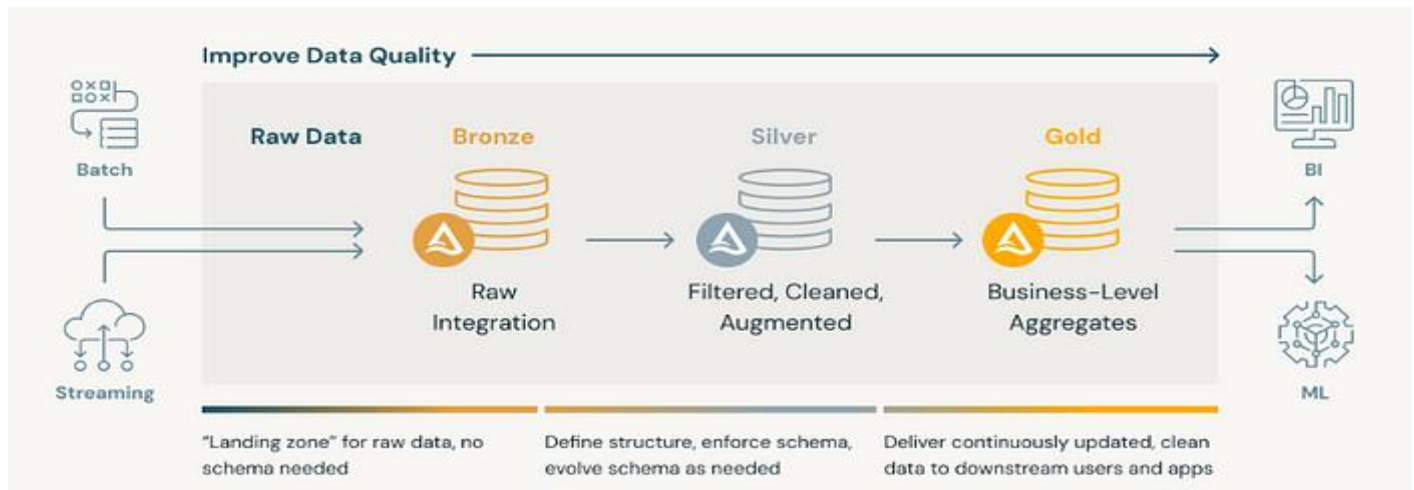 Improve Data Quality
Batch
Raw Data
Bronze
Silver
Gold
BI
Raw
Integration
Filtered, Cleaned,
Augmented
Business-Level
Aggregates
Streaming
ML
“Landing zone” for raw data, no
schema needed
Define structure, enforce schema,
evolve schema as needed
Deliver continuously updated, clean
data to downstream users and apps